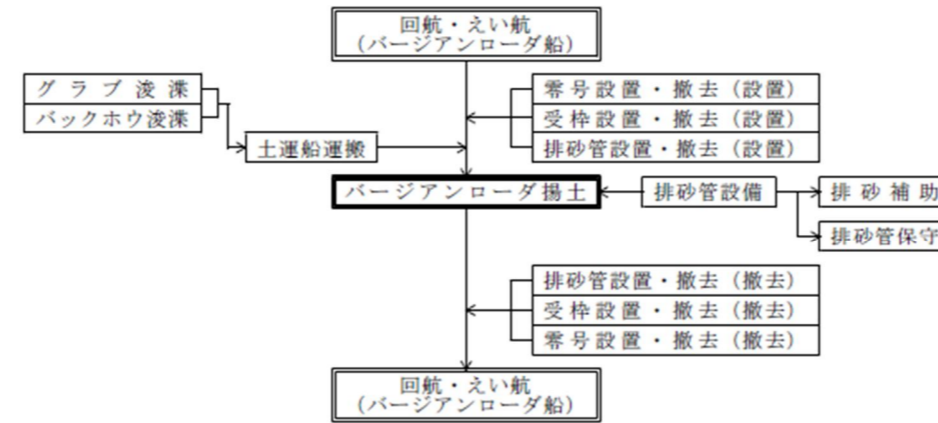 回航・えい航
(バージアンローダ船)
グラブ浚渫
バックホウ浚渫
零号設置・撤去(設置)
受枠設置・撤去(設置)
排砂管設置・撤去(設置)
土運船運搬
バージアンローダ揚土
排砂管設備
排砂補助
排砂管保守
排砂管設置・撤去(撤去)
受枠設置・撤去(撤去)
零号設置・撤去(撤去)
回航・えい航
(バージアンローダ船)